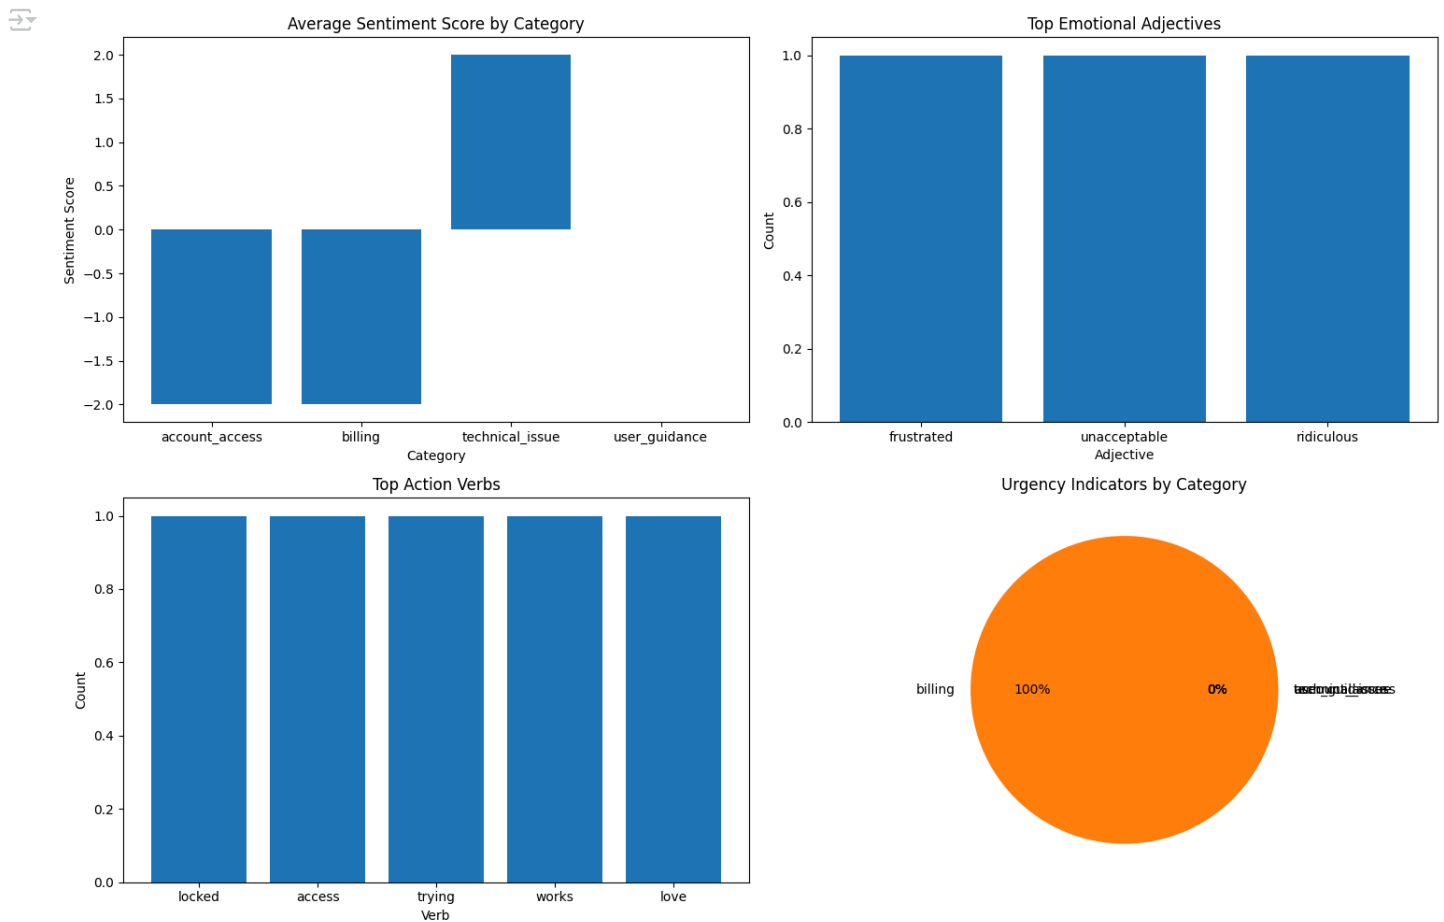 Average Sentiment Score by Category
Sentiment Score
2.0
1.5
1.0
0.5
0.0
−0.5
−1.0
−1.5
−2.0
account_access billing technical_issue user_guidance
Category
Top Emotional Adjectives
Count
1.0
0.8
0.6
0.4
0.2
0.0
frustrated unacceptable ridiculous
Adjective
Top Action Verbs
Count
1.0
0.8
0.6
0.4
0.2
0.0
locked access trying works love
Verb
Urgency Indicators by Category
billing 100% 0%